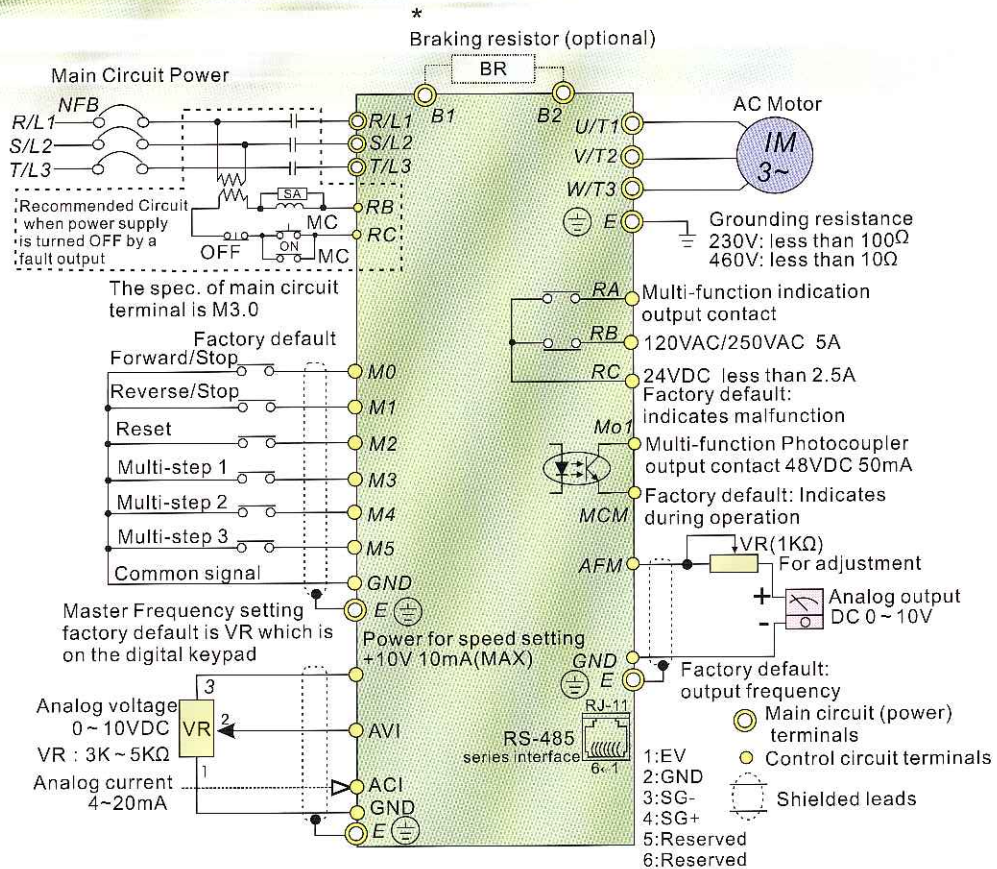 *
Braking resistor (optional)
BR
B1
B2
Main Circuit Power
NFB
R/L1
S/L2
T/L3
R/L1
S/L2
T/L3
SA
MC
RB
RC
OFF
ON
MC
Recommended Circuit
when power supply
is turned OFF by a
fault output
The spec. of main circuit
terminal is M3.0
Factory default
Forward/Stop
M0
Reverse/Stop
M1
Reset
M2
Multi-step 1
M3
Multi-step 2
M4
Multi-step 3
M5
Common signal
GND
E
Master Frequency setting
factory default is VR which is
on the digital keypad
Power for speed setting
+10V 10mA(MAX)
3
Analog voltage
0~10VDC
VR : 3K~5KΩ
VR
2
1
AVI
Analog current
4~20mA
ACI
GND
E
U/T1
V/T2
W/T3
E
AC Motor
IM
3~
Grounding resistance
230V: less than 100Ω
460V: less than 10Ω
RA
Multi-function indication
output contact
RB
120VAC/250VAC 5A
RC
24VDC less than 2.5A
Factory default:
indicates malfunction
Mo1
Multi-function Photocoupler
output contact 48VDC 50mA
MCM
Factory default: Indicates
during operation
AFM
VR(1KΩ)
For adjustment
+
-
Analog output
DC 0~10V
GND
E
Factory default:
output frequency
RJ-11
RS-485
series interface
6←1
1:EV
2:GND
3:SG-
4:SG+
5:Reserved
6:Reserved
Main circuit (power)
terminals
Control circuit terminals
Shielded leads